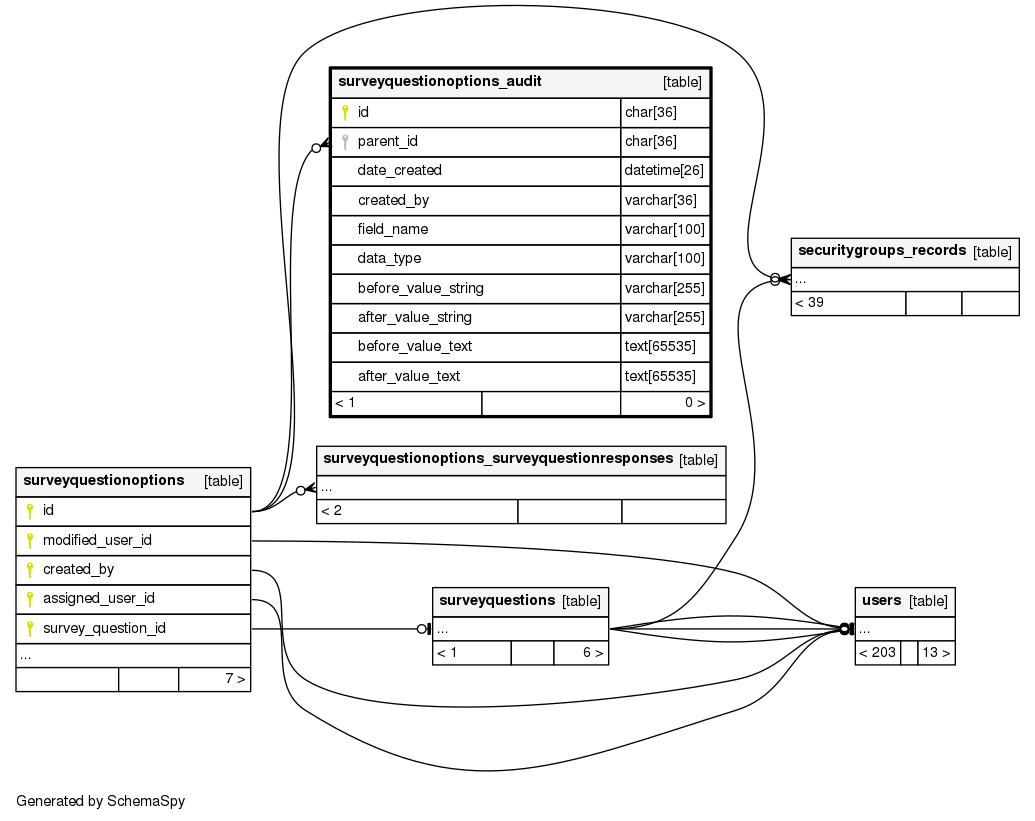 surveyquestionoptions_audit [table]
id char[36]
parent_id char[36]
date_created datetime[26]
created_by varchar[36]
field_name varchar[100]
data_type varchar[100]
before_value_string varchar[255]
after_value_string varchar[255]
before_value_text text[65535]
after_value_text text[65535]
< 1 0 >
securitygroups_records [table]
...
< 39
surveyquestionoptions_surveyquestionresponses [table]
...
< 2
surveyquestionoptions [table]
id
modified_user_id
created_by
assigned_user_id
survey_question_id
...
7 >
surveyquestions [table]
...
< 1 6 >
users [table]
...
< 203 13 >
Generated by SchemaSpy